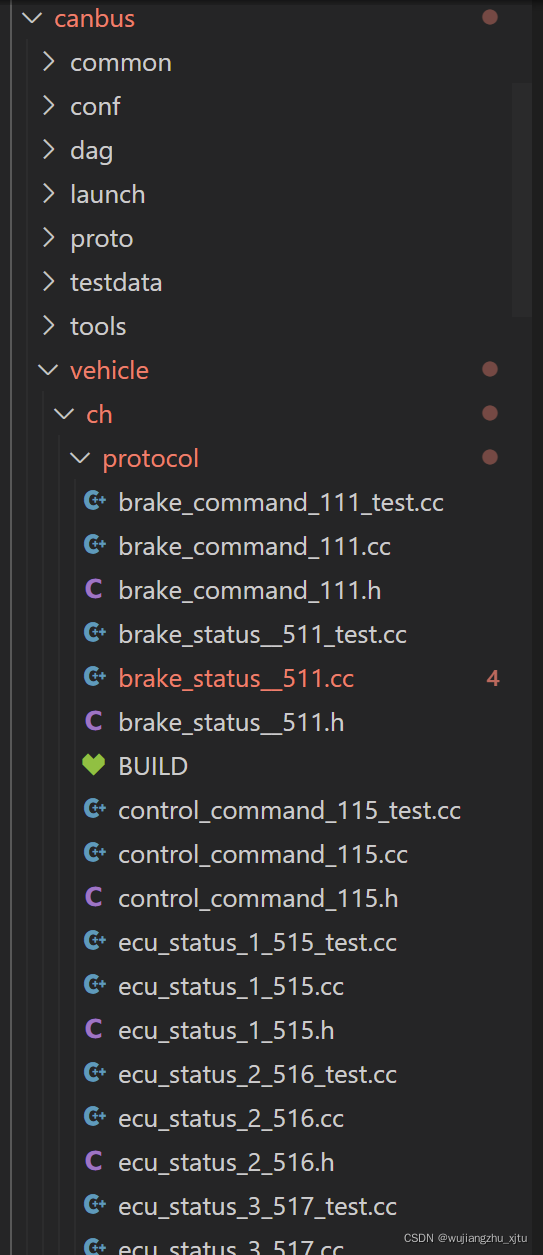 canbus
common
conf
dag
launch
proto
testdata
tools
vehicle
ch
protocol
brake_command_111_test.cc
brake_command_111.cc
brake_command_111.h
brake_status__511_test.cc
brake_status__511.cc 4
brake_status__511.h
BUILD
control_command_115_test.cc
control_command_115.cc
control_command_115.h
ecu_status_1_515_test.cc
ecu_status_1_515.cc
ecu_status_1_515.h
ecu_status_2_516_test.cc
ecu_status_2_516.cc
ecu_status_2_516.h
ecu_status_3_517_test.cc
ecu_status_3_517.cc
CSDN @wujiangzhu_xjtu